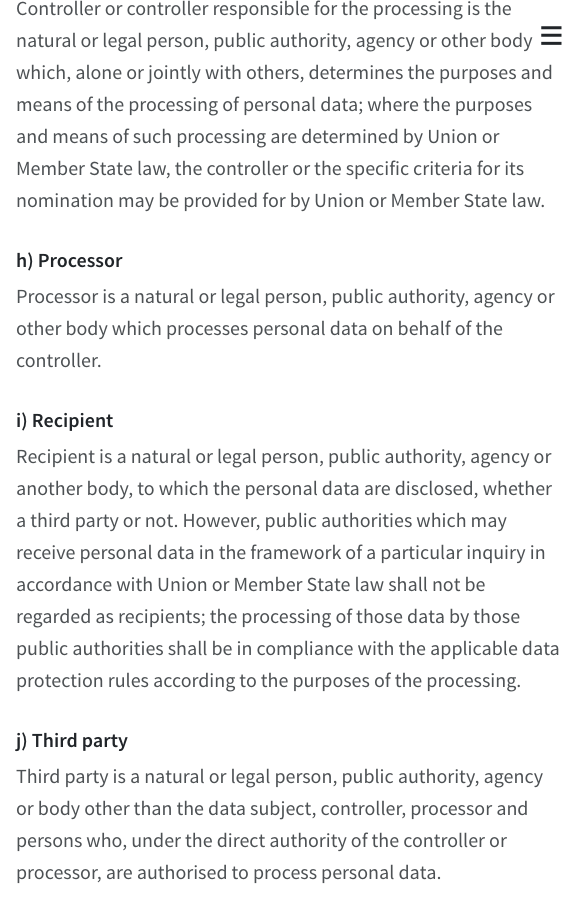 Controller or controller responsible for the processing is the
natural or legal person, public authority, agency or other body
which, alone or jointly with others, determines the purposes and
means of the processing of personal data; where the purposes
and means of such processing are determined by Union or
Member State law, the controller or the specific criteria for its
nomination may be provided for by Union or Member State law.
h) Processor
Processor is a natural or legal person, public authority, agency or
other body which processes personal data on behalf of the
controller.
i) Recipient
Recipient is a natural or legal person, public authority, agency or
another body, to which the personal data are disclosed, whether
a third party or not. However, public authorities which may
receive personal data in the framework of a particular inquiry in
accordance with Union or Member State law shall not be
regarded as recipients; the processing of those data by those
public authorities shall be in compliance with the applicable data
protection rules according to the purposes of the processing.
j) Third party
Third party is a natural or legal person, public authority, agency
or body other than the data subject, controller, processor and
persons who, under the direct authority of the controller or
processor, are authorised to process personal data.